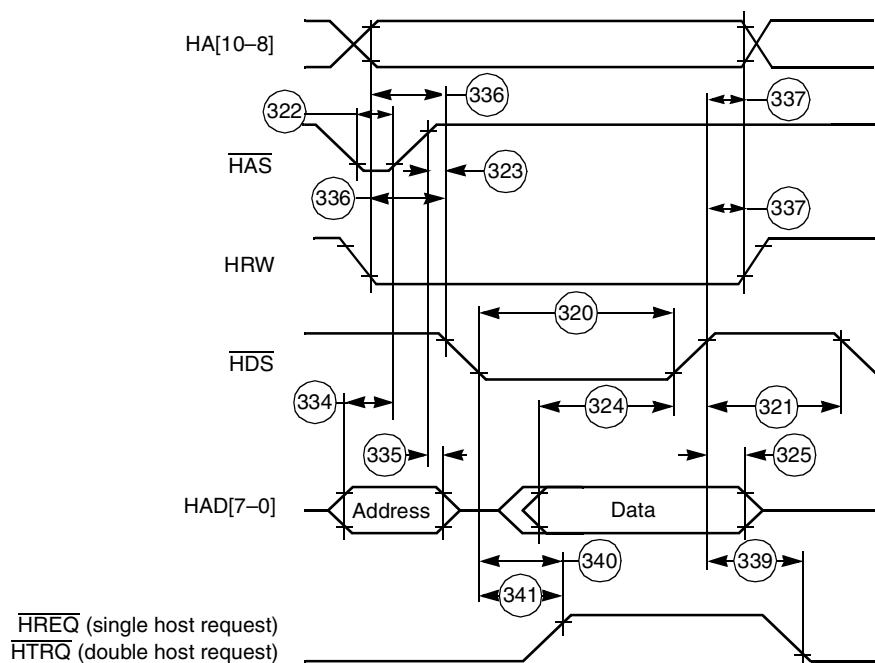 HA[10–8]
336
337
322
HAS
323
336
337
HRW
320
HDS
334
324
321
335
325
HAD[7–0]
Address
Data
340
339
341
HREQ (single host request)
HTRQ (double host request)